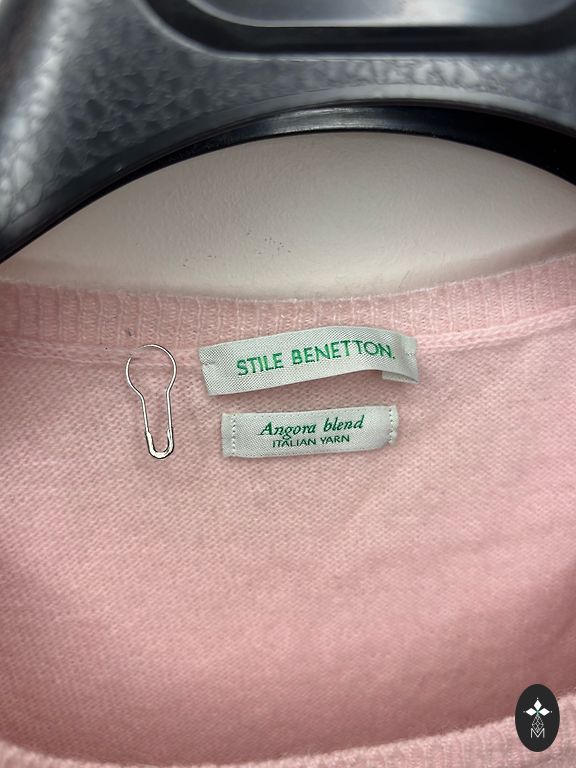 STILE BENETTON.
Angora blend
ITALIAN YARN
M